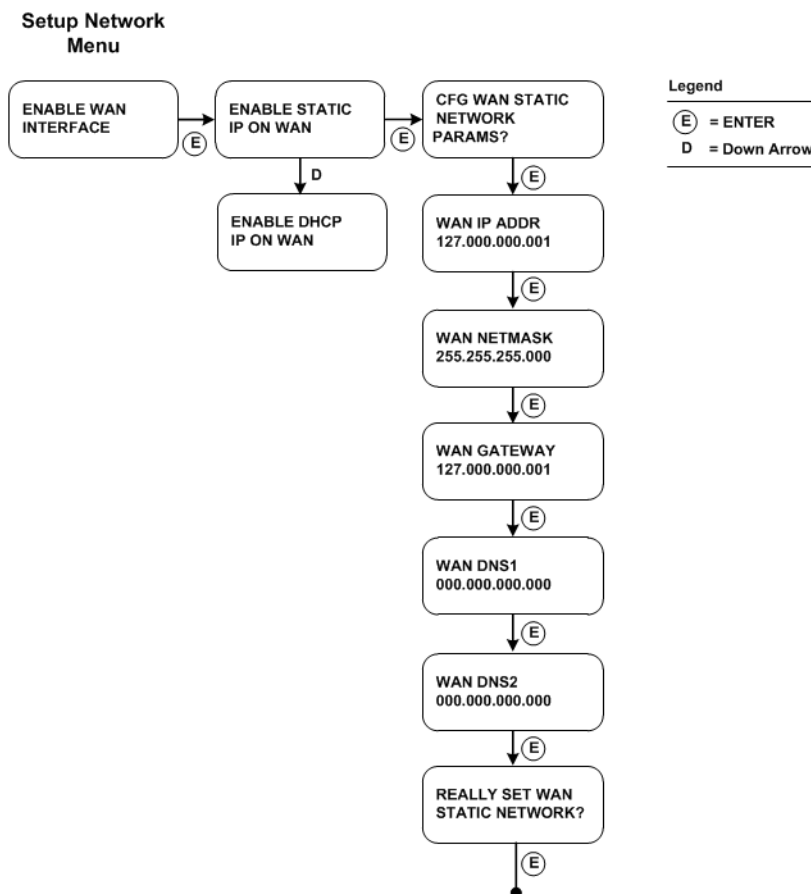 Setup Network
Menu
ENABLE WAN
INTERFACE
E
ENABLE STATIC
IP ON WAN
E
CFG WAN STATIC
NETWORK
PARAMS?
Legend
E = ENTER
D = Down Arrow
D
ENABLE DHCP
IP ON WAN
E
WAN IP ADDR
127.000.000.001
E
WAN NETMASK
255.255.255.000
E
WAN GATEWAY
127.000.000.001
E
WAN DNS1
000.000.000.000
E
WAN DNS2
000.000.000.000
E
REALLY SET WAN
STATIC NETWORK?
E